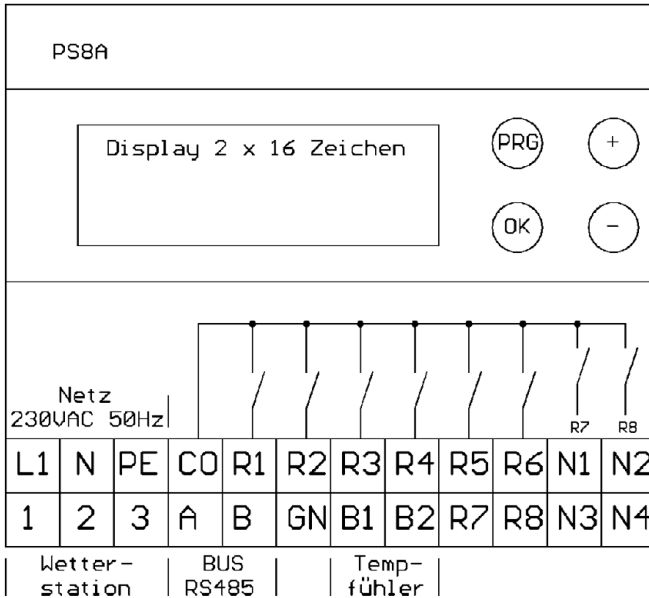 PS8A
Display 2 x 16 Zeichen
PRG +
OK -
Netz
230VAC 50Hz
R7 R8
L1 N PE CO R1 R2 R3 R4 R5 R6 N1 N2
1 2 3 A B GN B1 B2 R7 R8 N3 N4
Wetter- BUS Temp-
station RS485 fühler